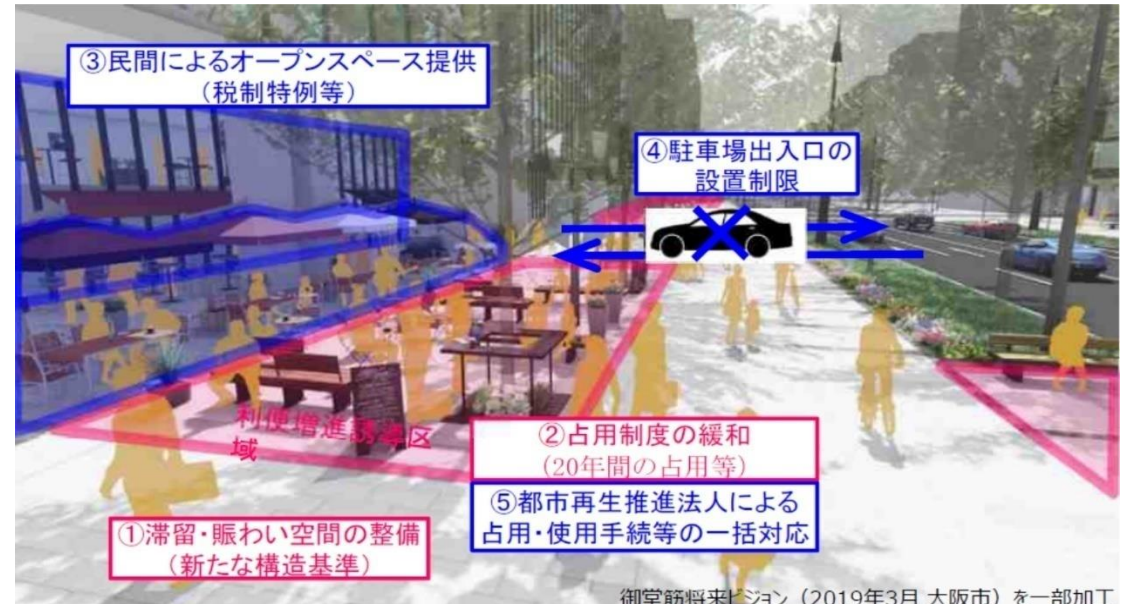 ③民間によるオープンスペース提供
(税制特例等)
④駐車場出入口の
設置制限
利便増進誘導区
域
②占用制度の緩和
(20年間の占用等)
⑤都市再生推進法人による
占用・使用手続等の一括対応
①滞留・賑わい空間の整備
(新たな構造基準)
御堂筋将来ビジョン（2019年3月 大阪市）を一部加工